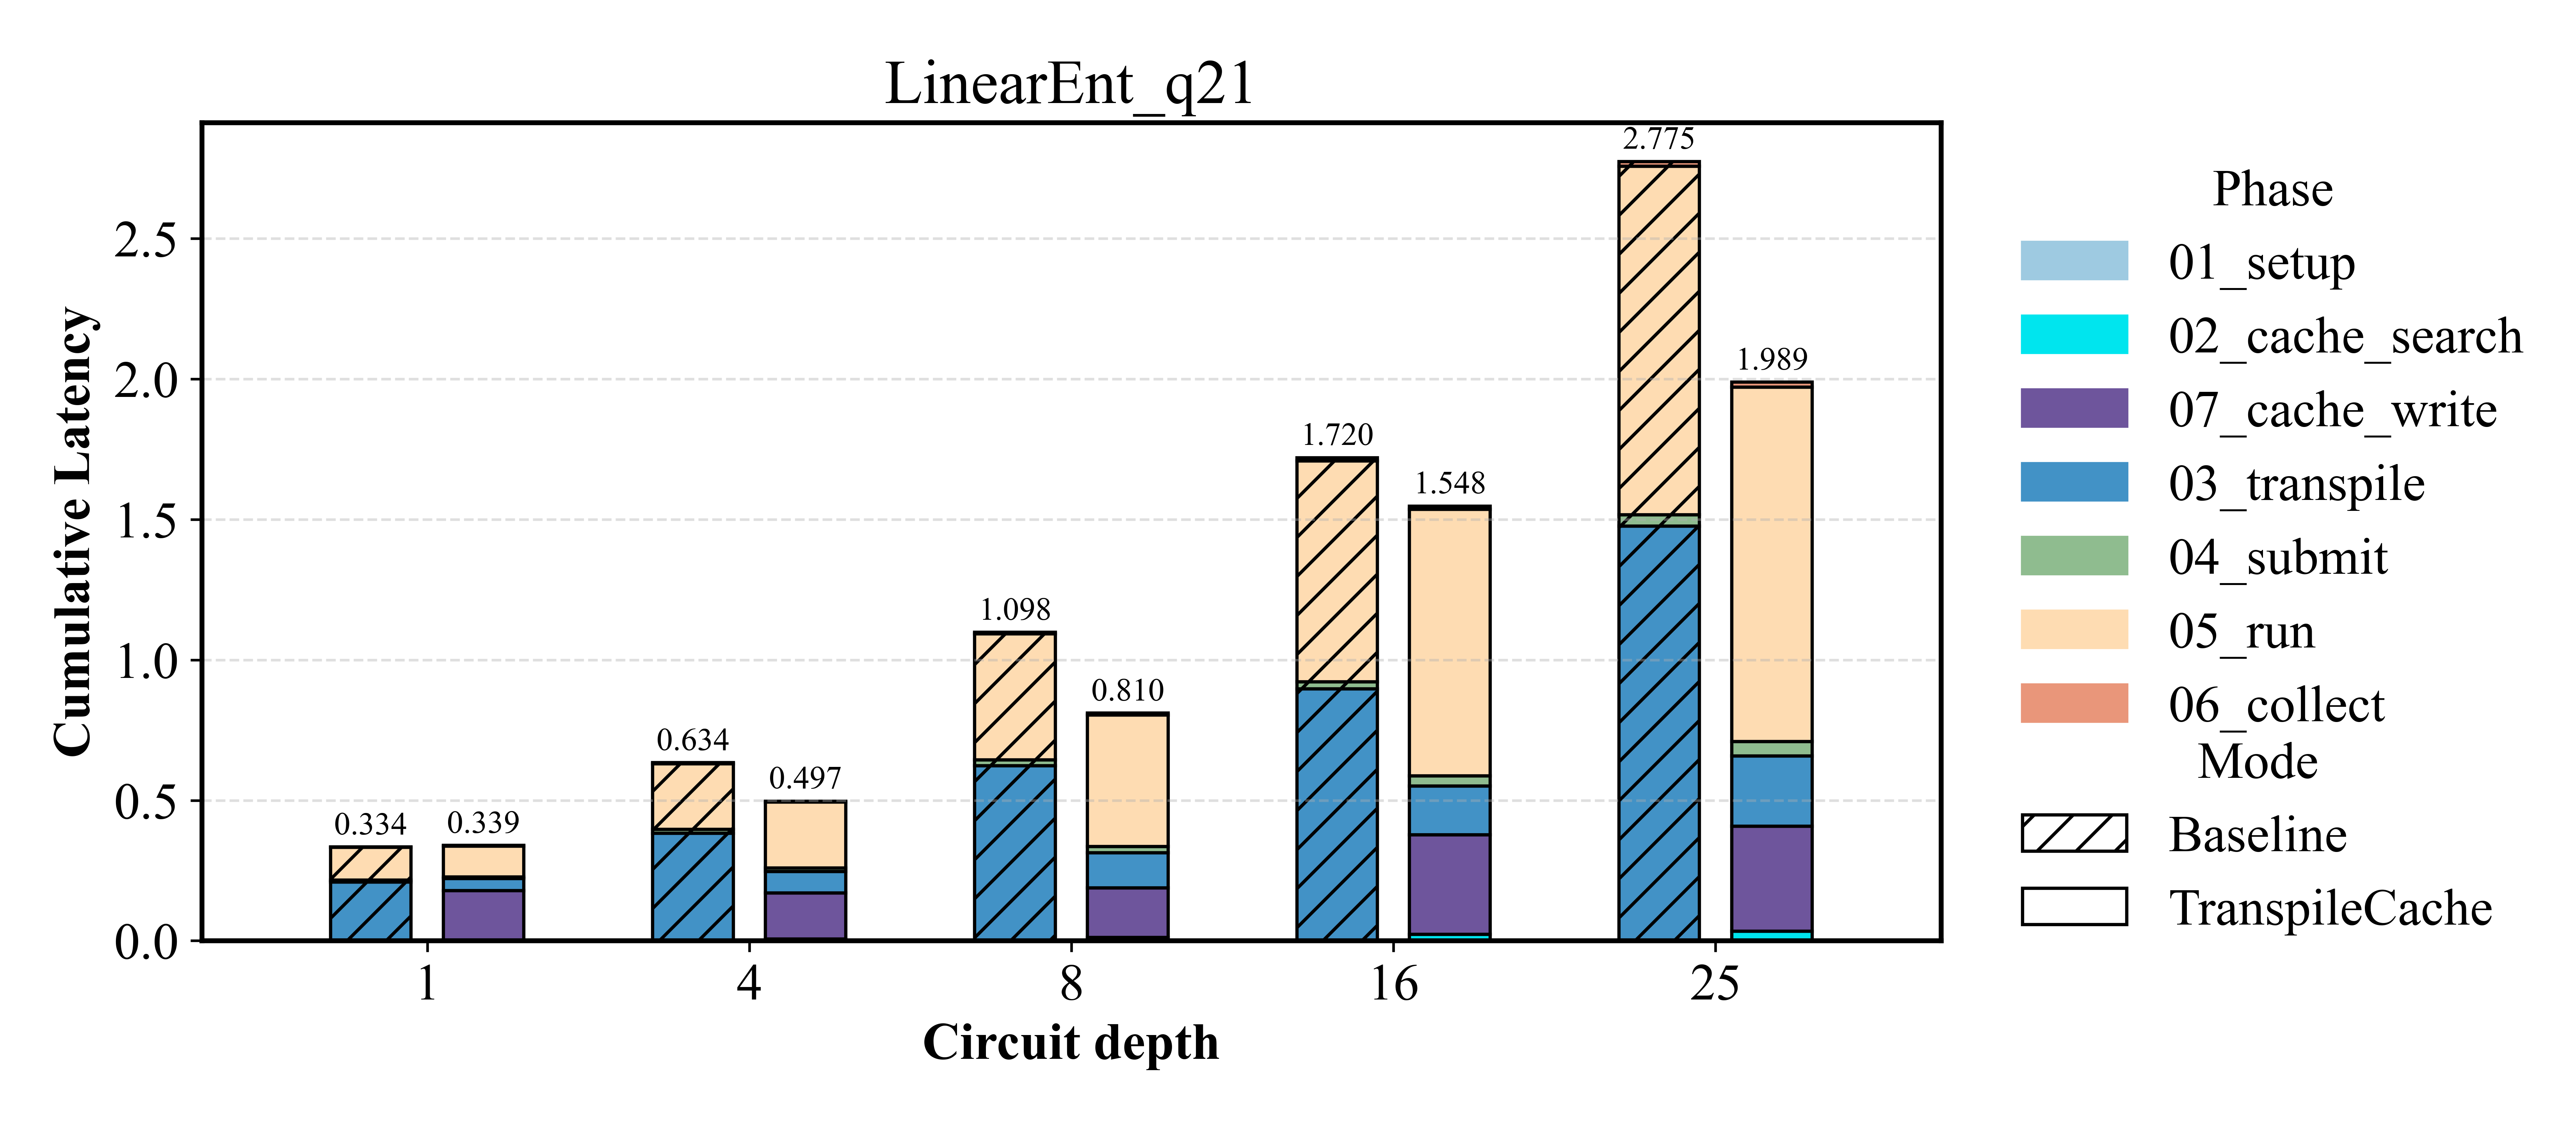 LinearEnt_q21
Cumulative Latency
2.5
2.0
1.5
1.0
0.5
0.0
0.334
0.339
0.634
0.497
1.098
0.810
1.720
1.548
2.775
1.989
1
4
8
16
25
Circuit depth
Phase
01_setup
02_cache_search
07_cache_write
03_transpile
04_submit
05_run
06_collect
Mode
Baseline
TranspileCache